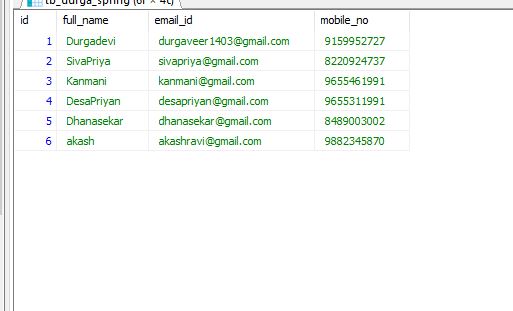 tb_durga_spring (6r × 4c)
id full_name email_id mobile_no
1 Durgadevi durgaveer1403@gmail.com 9159952727
2 SivaPriya sivapriya@gmail.com 8220924737
3 Kanmani kanmani@gmail.com 9655461991
4 DesaPriyan desapriyan@gmail.com 9655311991
5 Dhanasekar dhanasekar@gmail.com 8489003002
6 akash akashravi@gmail.com 9882345870